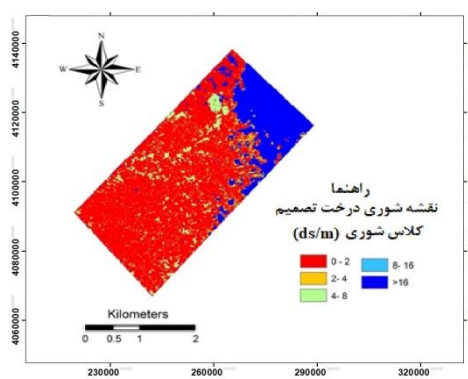 N
W E
S
راهنما
نقشه شوری درخت تصمیم
کلاس شوری (ds/m)
0 - 2
2- 4
4- 8
8- 16
>16
Kilometers
0 0.5 1 2
4140000
4120000
4100000
4080000
4060000
230000 260000 290000 320000